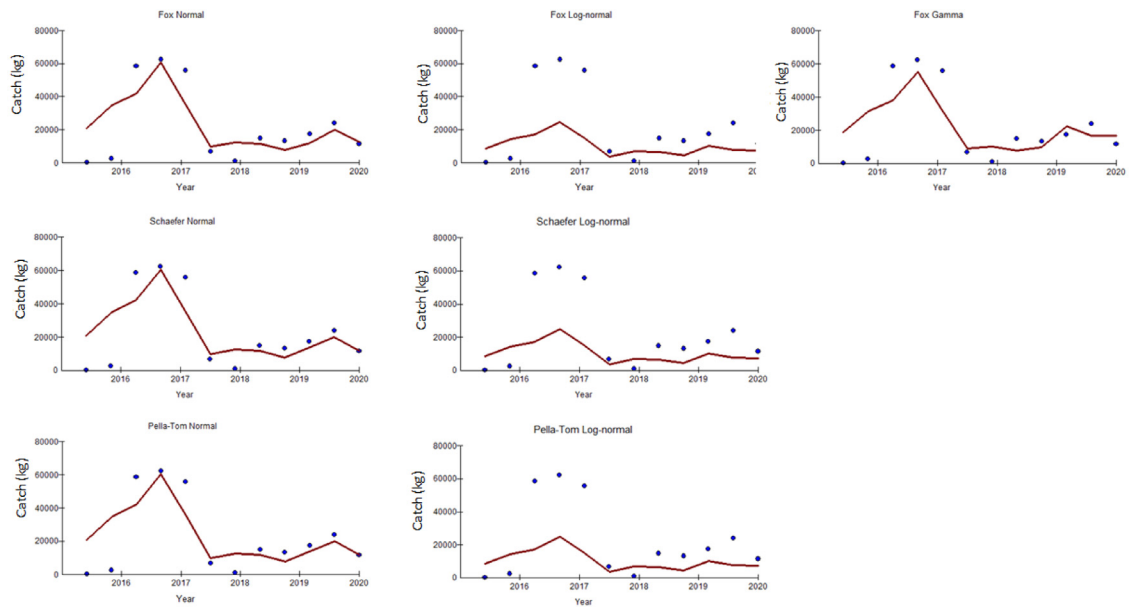 Fox Normal
80000
60000
40000
20000
0
Catch (kg)
2016 2017 2018 2019 2020
Year
Fox Log-normal
80000
60000
40000
20000
0
Catch (kg)
2016 2017 2018 2019
Year
Fox Gamma
80000
60000
40000
20000
0
Catch (kg)
2016 2017 2018 2019 2020
Year
Schaefer Normal
80000
60000
40000
20000
0
Catch (kg)
2016 2017 2018 2019 2020
Year
Schaefer Log-normal
80000
60000
40000
20000
0
Catch (kg)
2016 2017 2018 2019 2020
Year
Pella-Tom Normal
80000
60000
40000
20000
0
Catch (kg)
2016 2017 2018 2019 2020
Year
Pella-Tom Log-normal
80000
60000
40000
20000
0
Catch (kg)
2016 2017 2018 2019 2020
Year